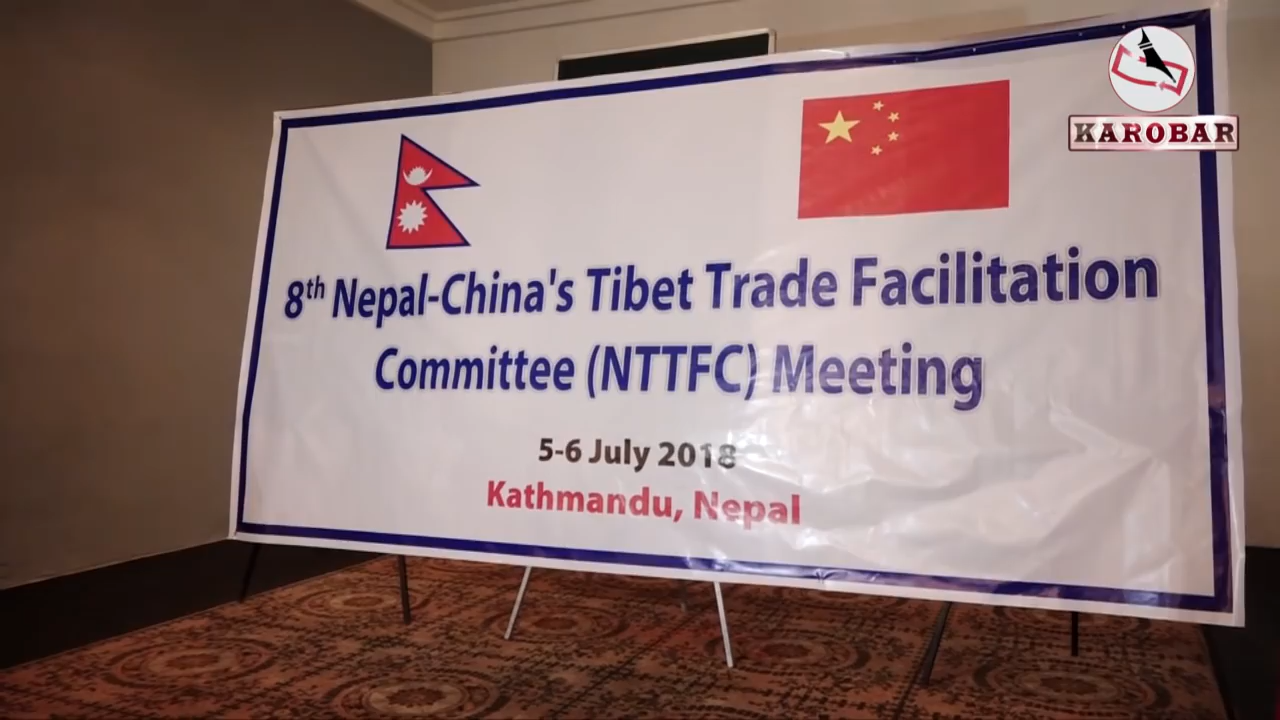 KAROBAR
8th Nepal-China's Tibet Trade Facilitation
Committee (NTTFC) Meeting
5-6 July 2018
Kathmandu, Nepal